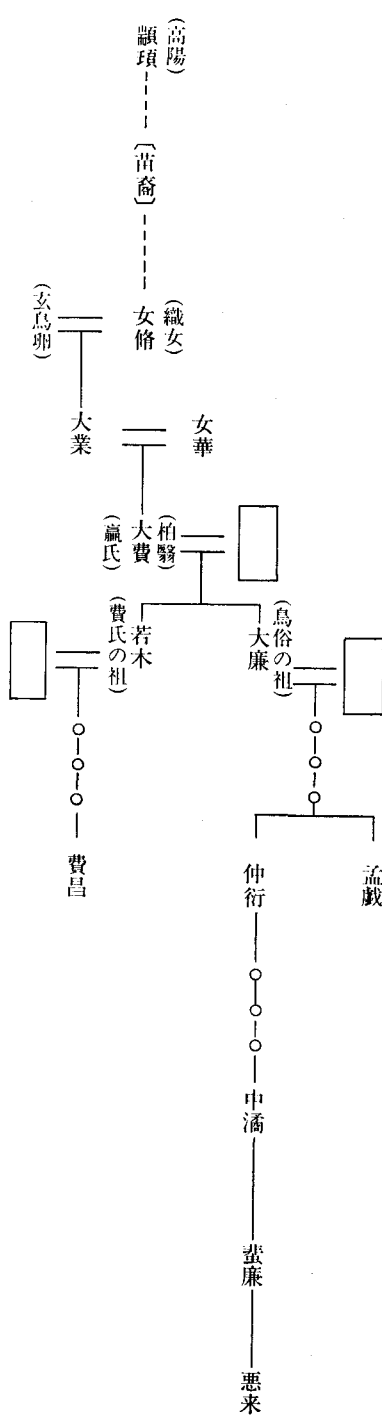 (高陽)
顓頊
〔苗裔〕
(織女)
女脩
(玄鳥卵)
女華
大業
(柏翳)
大費
(嬴氏)
(鳥俗の祖)
大廉
若木
(費氏の祖)
孟戯
仲衍
費昌
中潏
蜚廉
悪来